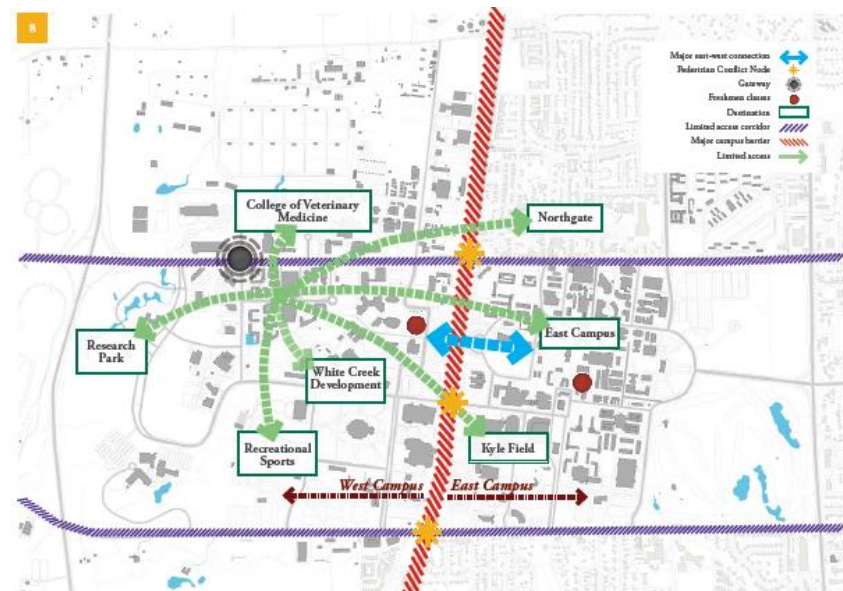 8
Major east-west connection
Pedestrian Conflict Node
Gateway
Freshmen classes
Destination
Limited access corridor
Major campus barrier
Limited access
College of Veterinary
Medicine
Northgate
Research
Park
East Campus
White Creek
Development
Recreational
Sports
Kyle Field
West Campus
East Campus